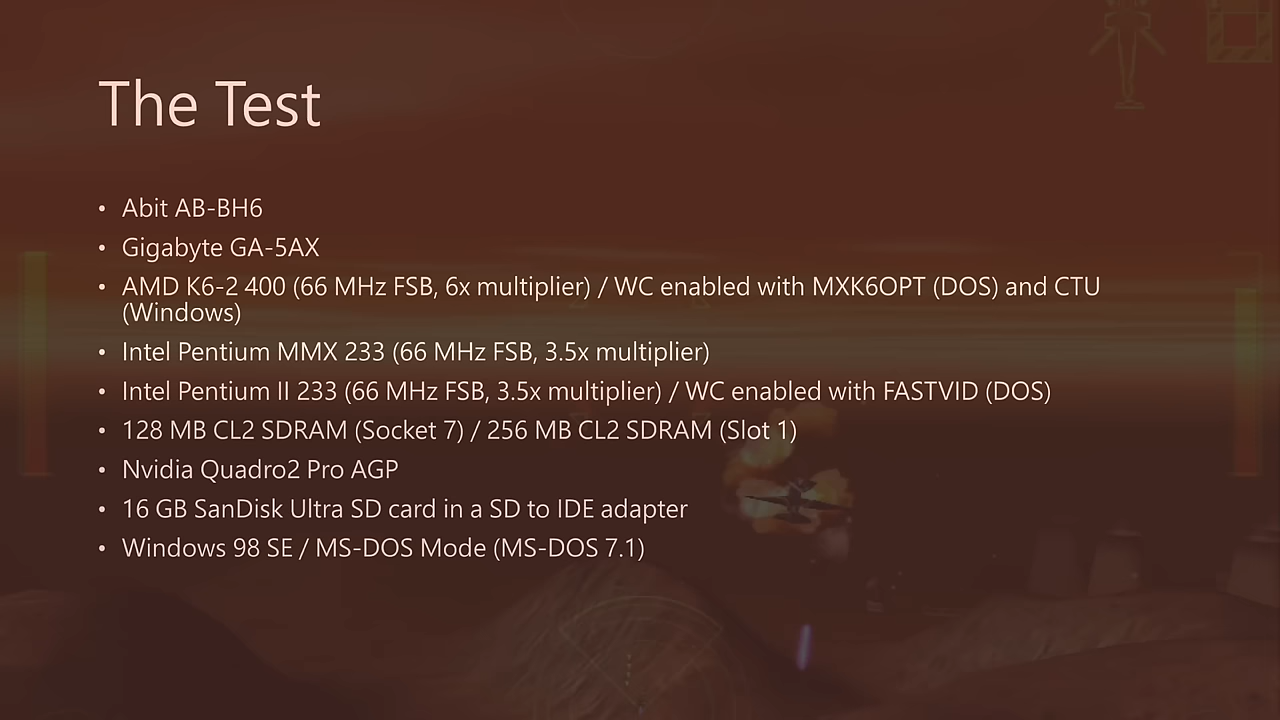 The Test
• Abit AB-BH6
• Gigabyte GA-5AX
• AMD K6-2 400 (66 MHz FSB, 6x multiplier) / WC enabled with MXK6OPT (DOS) and CTU
(Windows)
• Intel Pentium MMX 233 (66 MHz FSB, 3.5x multiplier)
• Intel Pentium II 233 (66 MHz FSB, 3.5x multiplier) / WC enabled with FASTVID (DOS)
• 128 MB CL2 SDRAM (Socket 7) / 256 MB CL2 SDRAM (Slot 1)
• Nvidia Quadro2 Pro AGP
• 16 GB SanDisk Ultra SD card in a SD to IDE adapter
• Windows 98 SE / MS-DOS Mode (MS-DOS 7.1)